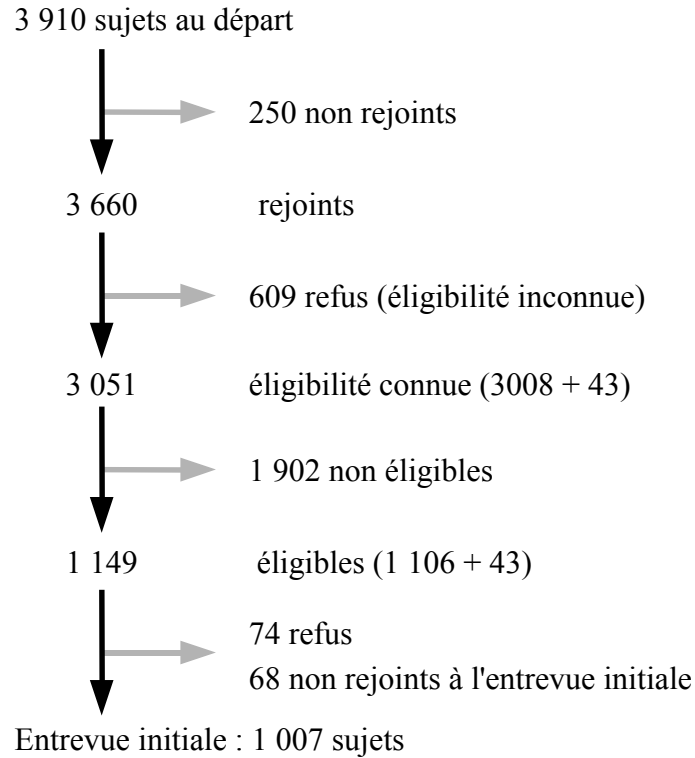 3 910 sujets au départ
250 non rejoints
3 660 rejoints
609 refus (éligibilité inconnue)
3 051 éligibilité connue (3008 + 43)
1 902 non éligibles
1 149 éligibles (1 106 + 43)
74 refus
68 non rejoints à l'entrevue initiale
Entrevue initiale : 1 007 sujets